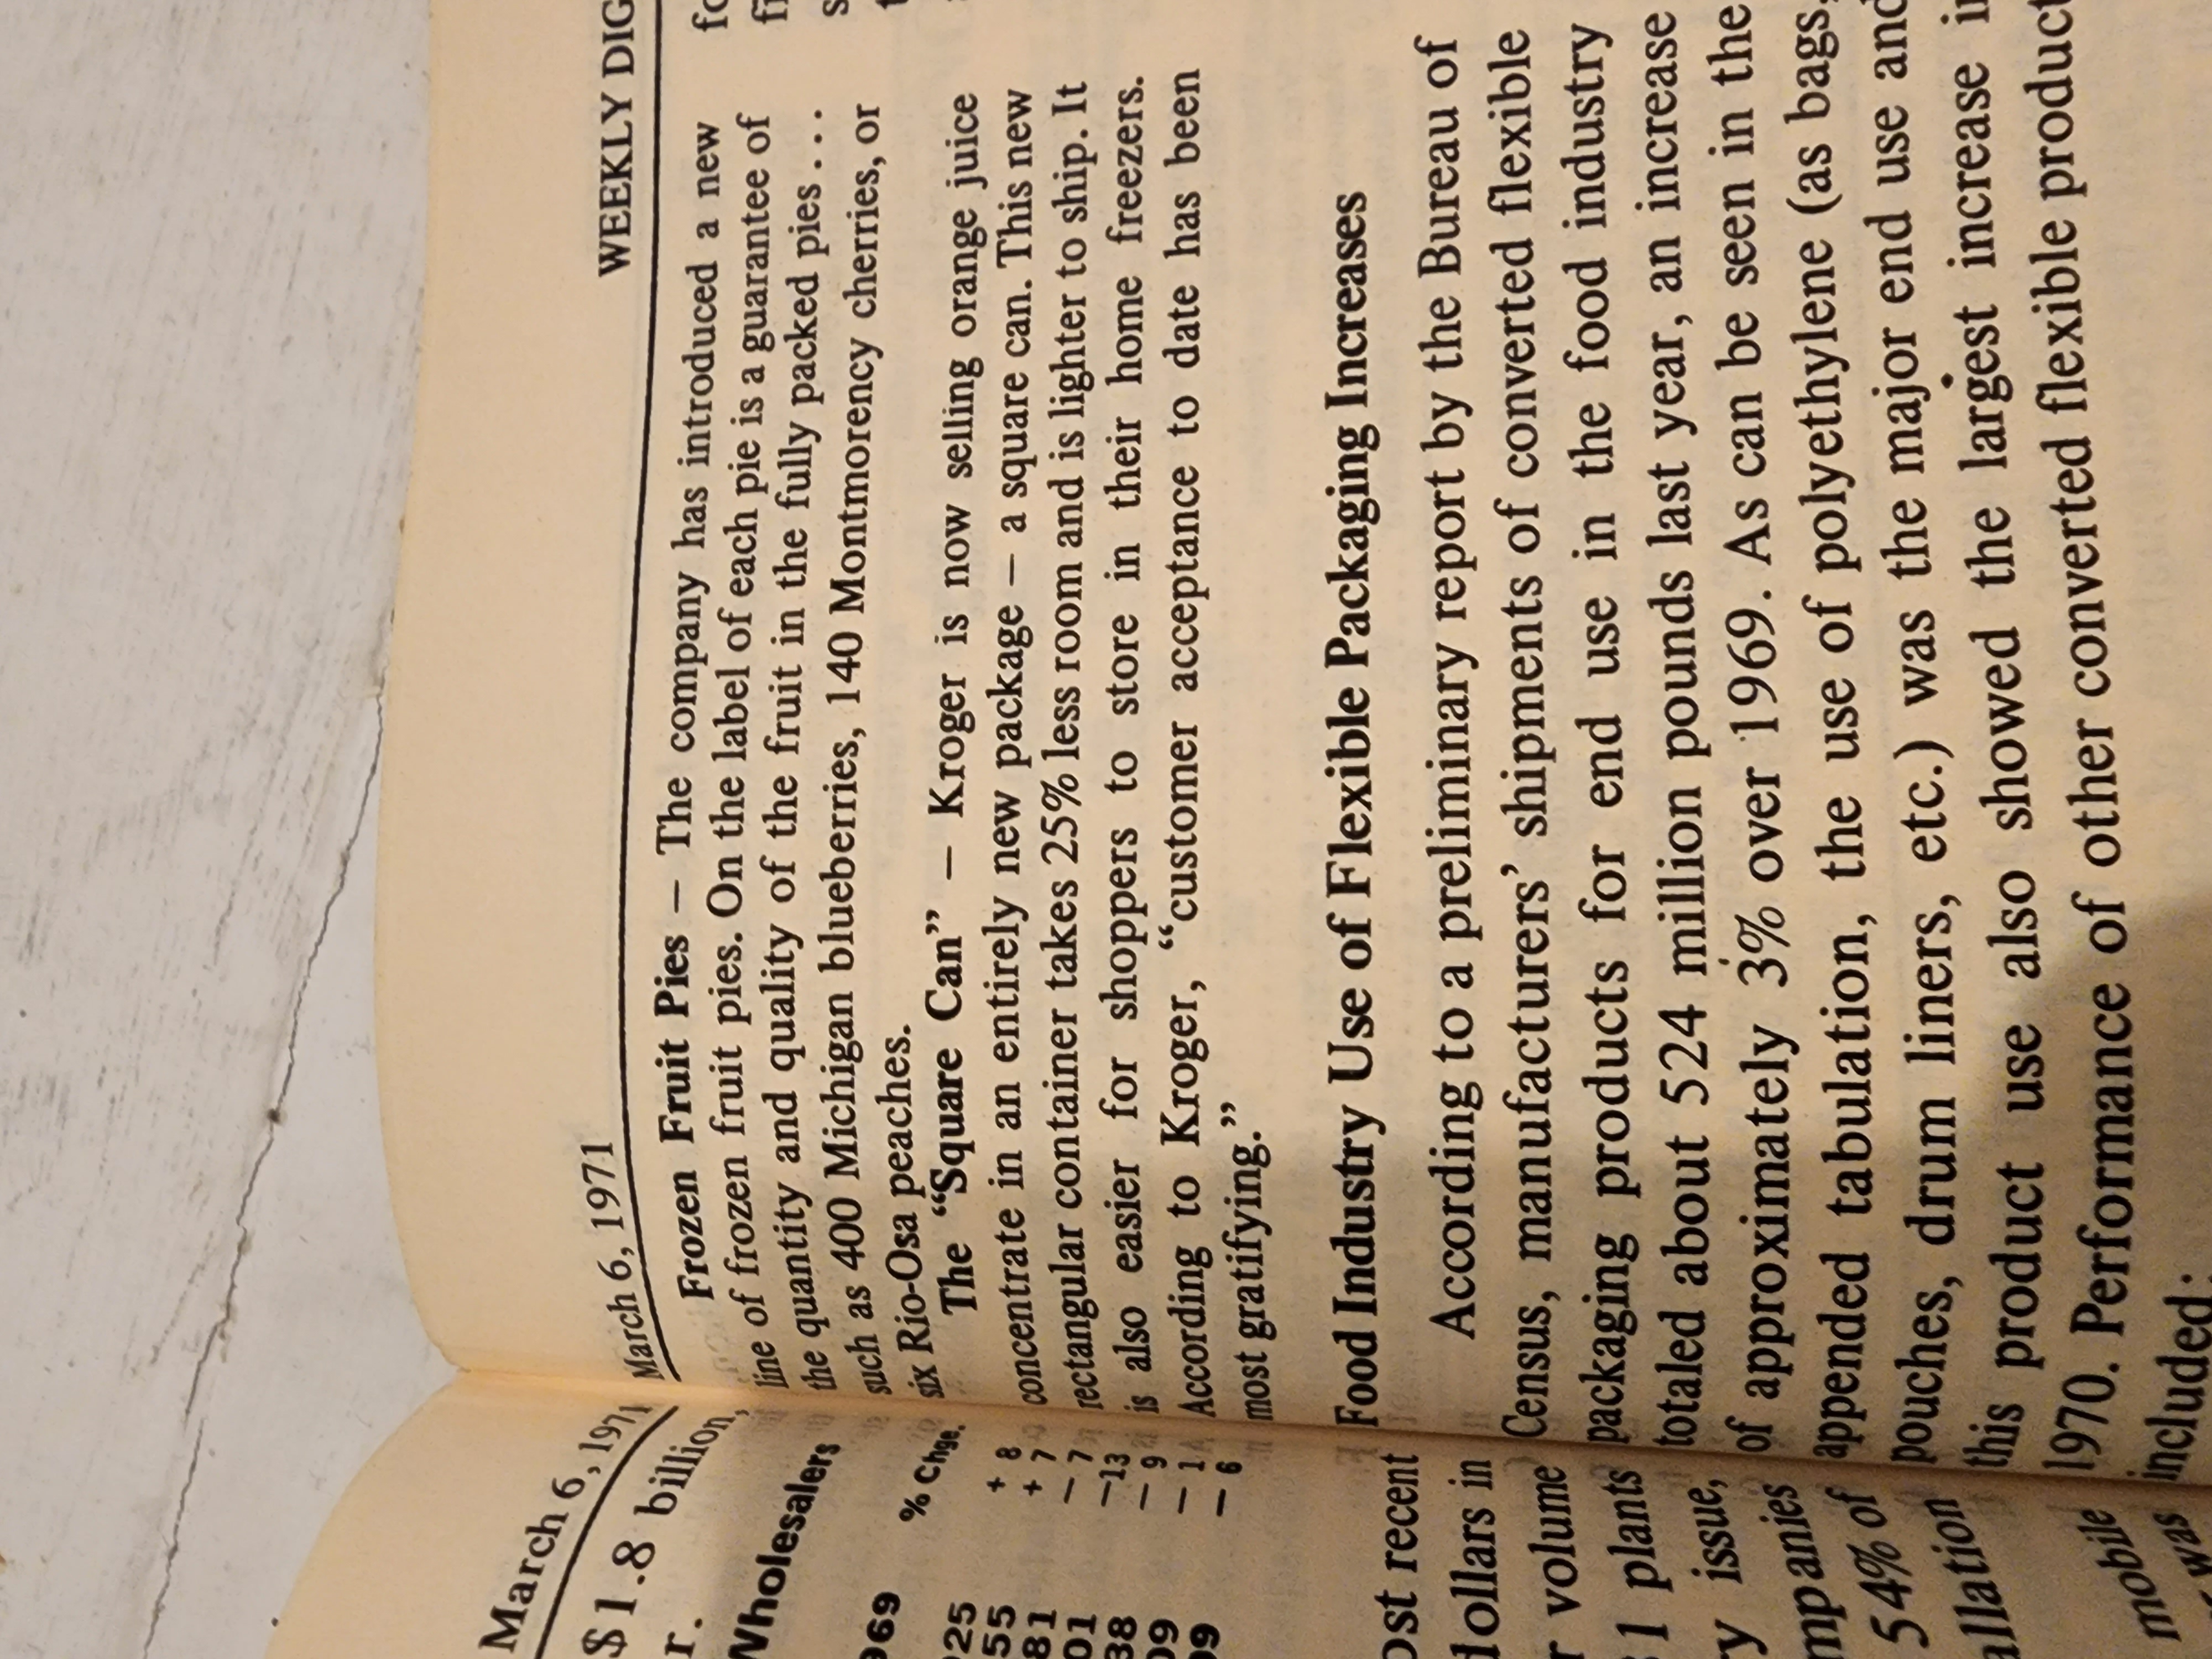 March 6, 1971
$1.8 billion,
r.
Wholesalers
969 % Chge.
25 + 8
55 + 7
81 – 7
01 –13
38 – 9
09 – 1
09 – 6
ost recent
dollars in
r volume
1 plants
ry issue,
mpanies
54% of
allation
mobile
was
March 6, 1971 WEEKLY DIG
Frozen Fruit Pies – The company has introduced a new
line of frozen fruit pies. On the label of each pie is a guarantee of
the quantity and quality of the fruit in the fully packed pies . . .
such as 400 Michigan blueberries, 140 Montmorency cherries, or
six Rio-Osa peaches.
The “Square Can” – Kroger is now selling orange juice
concentrate in an entirely new package – a square can. This new
rectangular container takes 25% less room and is lighter to ship. It
is also easier for shoppers to store in their home freezers.
According to Kroger, “customer acceptance to date has been
most gratifying.”
Food Industry Use of Flexible Packaging Increases
According to a preliminary report by the Bureau of
Census, manufacturers’ shipments of converted flexible
packaging products for end use in the food industry
totaled about 524 million pounds last year, an increase
of approximately 3% over 1969. As can be seen in the
appended tabulation, the use of polyethylene (as bags,
pouches, drum liners, etc.) was the major end use and
this product use also showed the largest increase in
1970. Performance of other converted flexible product
included: